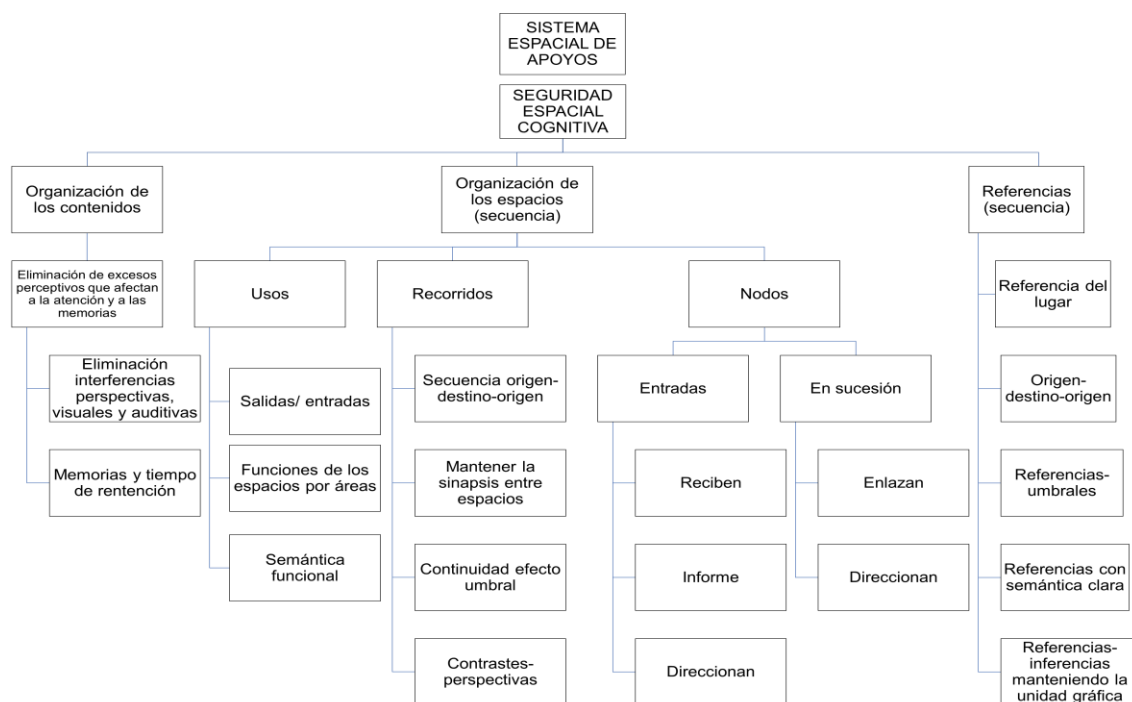 SISTEMA
ESPACIAL DE
APOYOS
SEGURIDAD
ESPACIAL
COGNITIVA
Organización de
los contenidos
Organización de
los espacios
(secuencia)
Referencias
(secuencia)
Eliminación de excesos
perceptivos que afectan
a la atención y a las
memorias
Usos
Recorridos
Nodos
Referencia del
lugar
Eliminación
interferencias
perspectivas,
visuales y auditivas
Salidas/ entradas
Secuencia origen-
destino-origen
Entradas
En sucesión
Origen-
destino-origen
Memorias y tiempo
de rentención
Funciones de los
espacios por áreas
Mantener la
sinapsis entre
espacios
Reciben
Enlazan
Referencias-
umbrales
Semántica
funcional
Continuidad efecto
umbral
Informe
Direccionan
Referencias con
semántica clara
Contrastes-
perspectivas
Direccionan
Referencias-
inferencias
manteniendo la
unidad gráfica